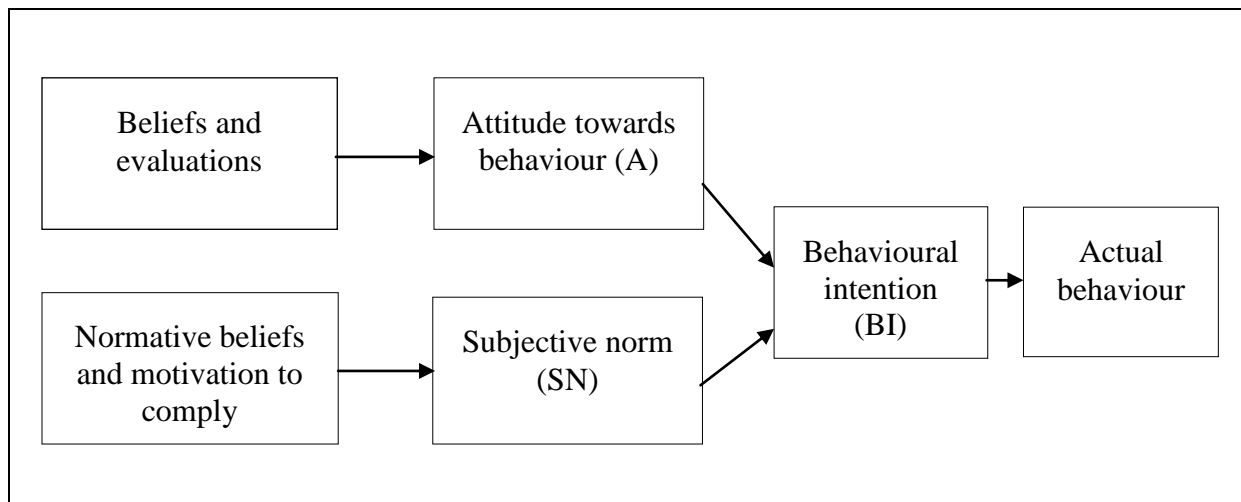 Beliefs and
evaluations
Attitude towards
behaviour (A)
Normative beliefs
and motivation to
comply
Subjective norm
(SN)
Behavioural
intention
(BI)
Actual
behaviour